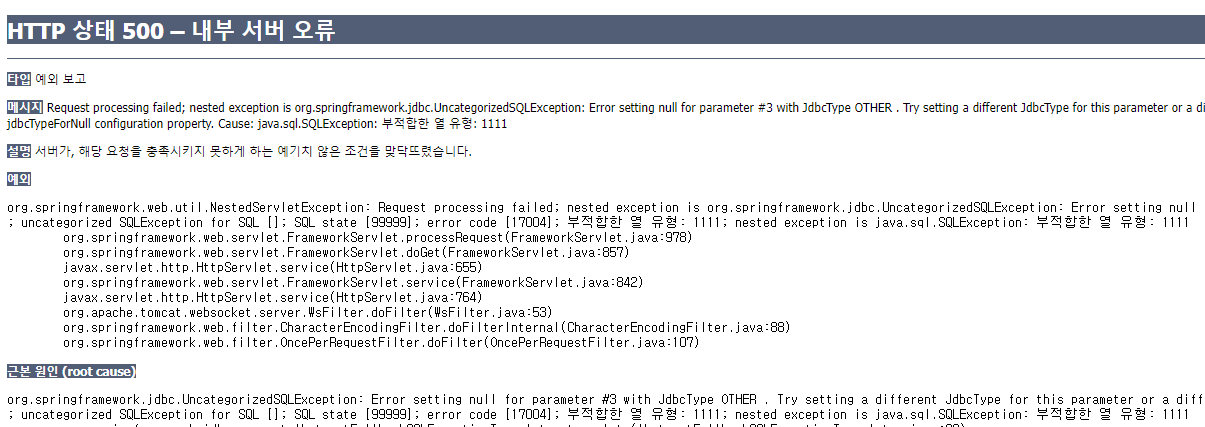 HTTP 상태 500 – 내부 서버 오류
타입 예외 보고
메시지 Request processing failed; nested exception is org.springframework.jdbc.UncategorizedSQLException: Error setting null for parameter #3 with JdbcType OTHER . Try setting a different JdbcType for this parameter or a di
jdbcTypeForNull configuration property. Cause: java.sql.SQLException: 부적합한 열 유형: 1111
설명 서버가, 해당 요청을 충족시키지 못하게 하는 예기치 않은 조건을 맞닥뜨렸습니다.
예외
org.springframework.web.util.NestedServletException: Request processing failed; nested exception is org.springframework.jdbc.UncategorizedSQLException: Error setting null
; uncategorized SQLException for SQL []; SQL state [99999]; error code [17004]; 부적합한 열 유형: 1111; nested exception is java.sql.SQLException: 부적합한 열 유형: 1111
org.springframework.web.servlet.FrameworkServlet.processRequest(FrameworkServlet.java:978)
org.springframework.web.servlet.FrameworkServlet.doGet(FrameworkServlet.java:857)
javax.servlet.http.HttpServlet.service(HttpServlet.java:655)
org.springframework.web.servlet.FrameworkServlet.service(FrameworkServlet.java:842)
javax.servlet.http.HttpServlet.service(HttpServlet.java:764)
org.apache.tomcat.websocket.server.WsFilter.doFilter(WsFilter.java:53)
org.springframework.web.filter.CharacterEncodingFilter.doFilterInternal(CharacterEncodingFilter.java:88)
org.springframework.web.filter.OncePerRequestFilter.doFilter(OncePerRequestFilter.java:107)
근본 원인 (root cause)
org.springframework.jdbc.UncategorizedSQLException: Error setting null for parameter #3 with JdbcType OTHER . Try setting a different JdbcType for this parameter or a diff
; uncategorized SQLException for SQL []; SQL state [99999]; error code [17004]; 부적합한 열 유형: 1111; nested exception is java.sql.SQLException: 부적합한 열 유형: 1111